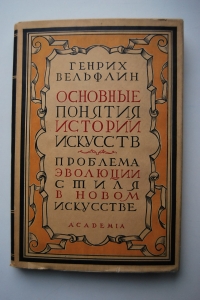 ГЕНРИХ
ВЕЛЬФЛИН
ОСНОВНЫЕ
ПОНЯТИЯ
ИСТОРИИ
ИСКУССТВ
ПРОБЛЕМА
ЭВОЛЮЦИИ
СТИЛЯ
В НОВОМ
ИСКУССТВЕ
ACADEMIA